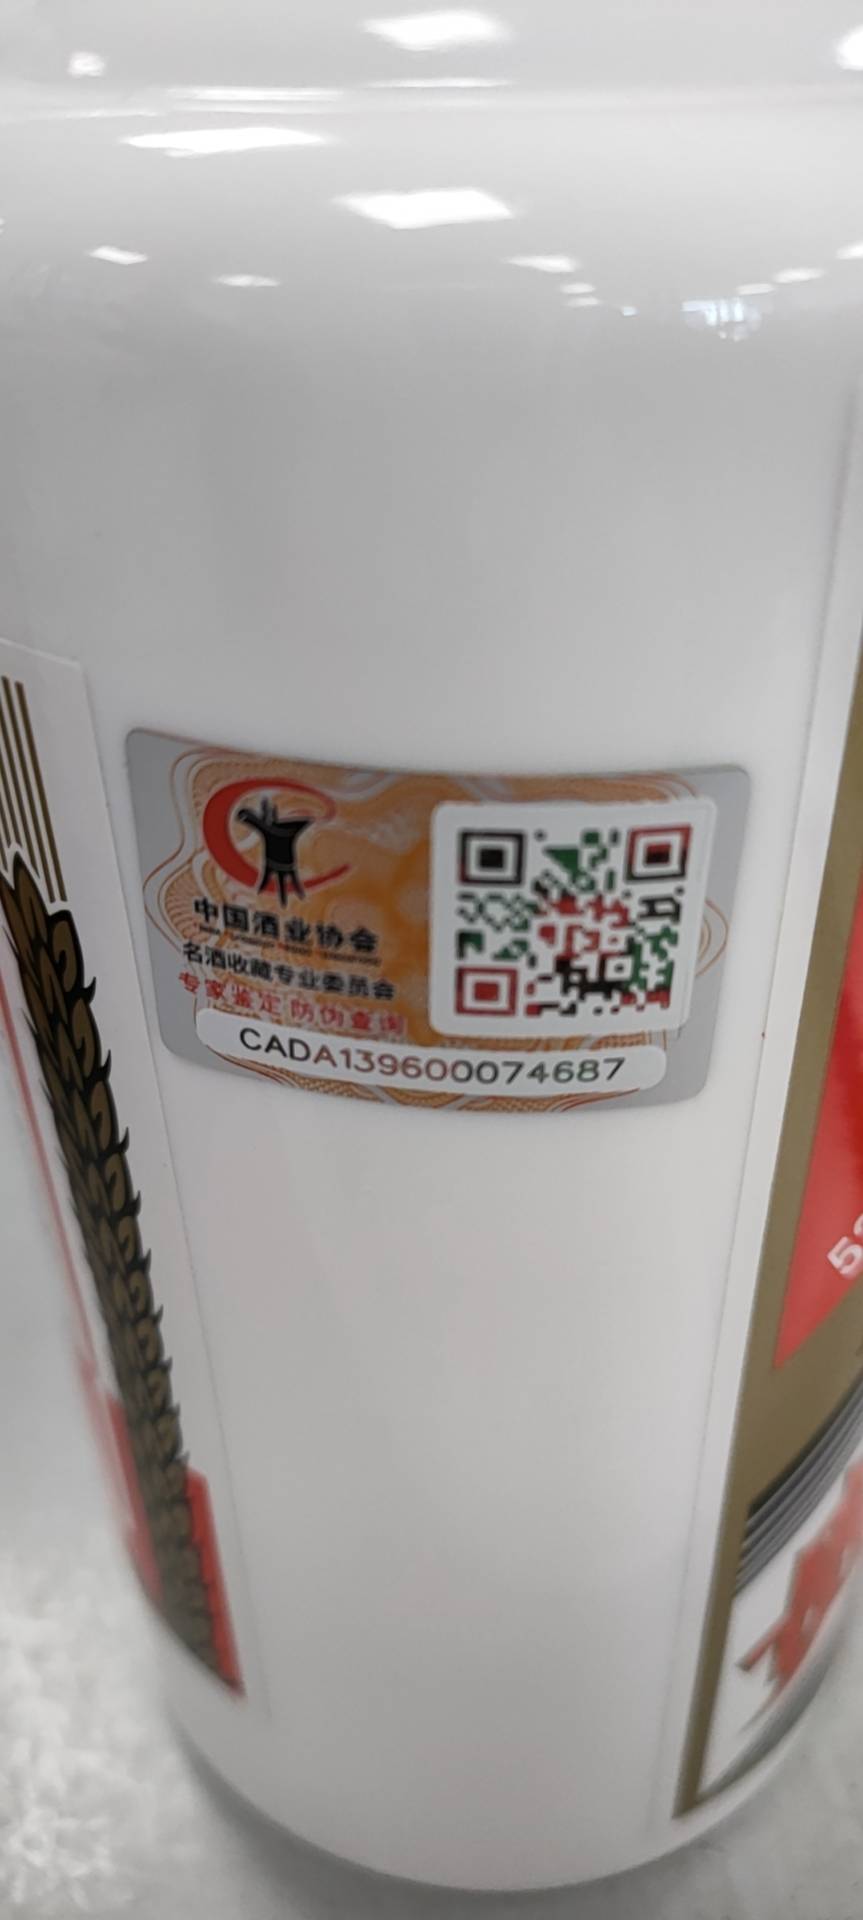 中国酒业协会
名酒收藏专业委员会
专家鉴定 防伪查询
CADA139600074687